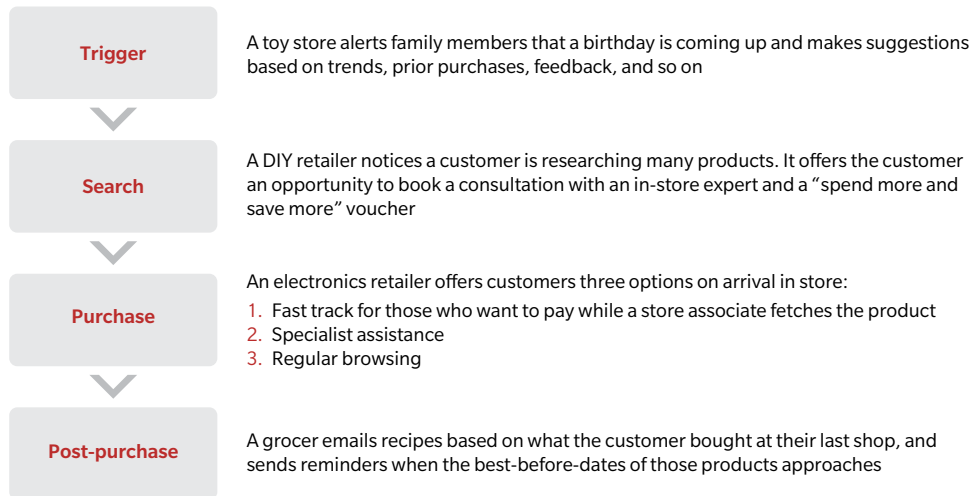 Trigger
A toy store alerts family members that a birthday is coming up and makes suggestions
based on trends, prior purchases, feedback, and so on
Search
A DIY retailer notices a customer is researching many products. It offers the customer
an opportunity to book a consultation with an in-store expert and a “spend more and
save more” voucher
Purchase
An electronics retailer offers customers three options on arrival in store:
1. Fast track for those who want to pay while a store associate fetches the product
2. Specialist assistance
3. Regular browsing
Post-purchase
A grocer emails recipes based on what the customer bought at their last shop, and
sends reminders when the best-before-dates of those products approaches